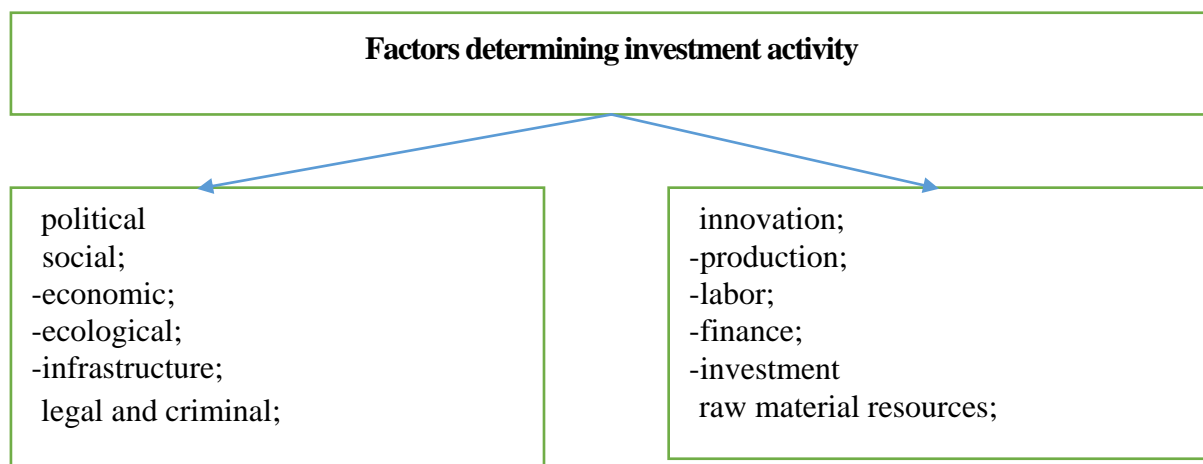 Factors determining investment activity
political
social;
-economic;
-ecological;
-infrastructure;
legal and criminal;
innovation;
-production;
-labor;
-finance;
-investment
raw material resources;